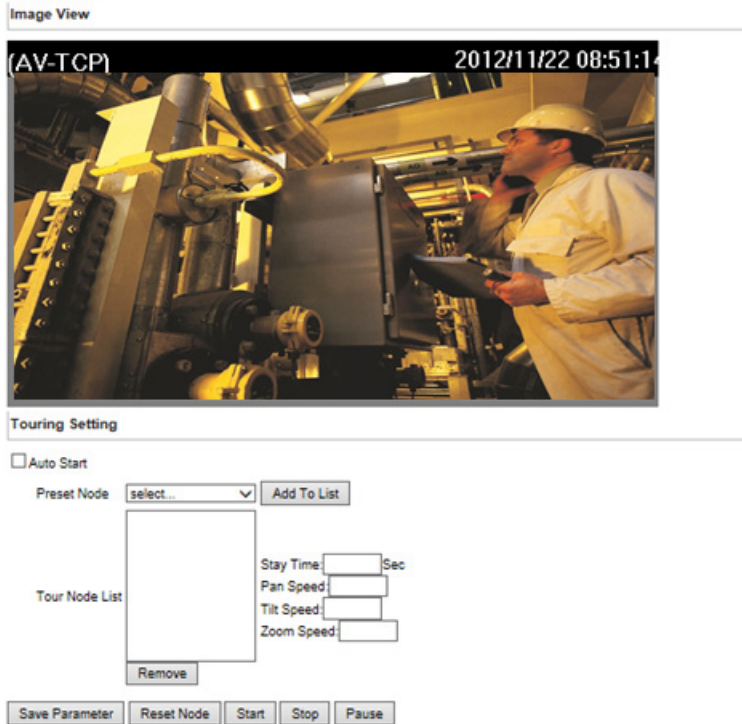 Image View
(AV-TCP) 2012/11/22 08:51:14
Touring Setting
Auto Start
Preset Node select... Add To List
Tour Node List
Stay Time: Sec
Pan Speed:
Tilt Speed:
Zoom Speed:
Remove
Save Parameter Reset Node Start Stop Pause